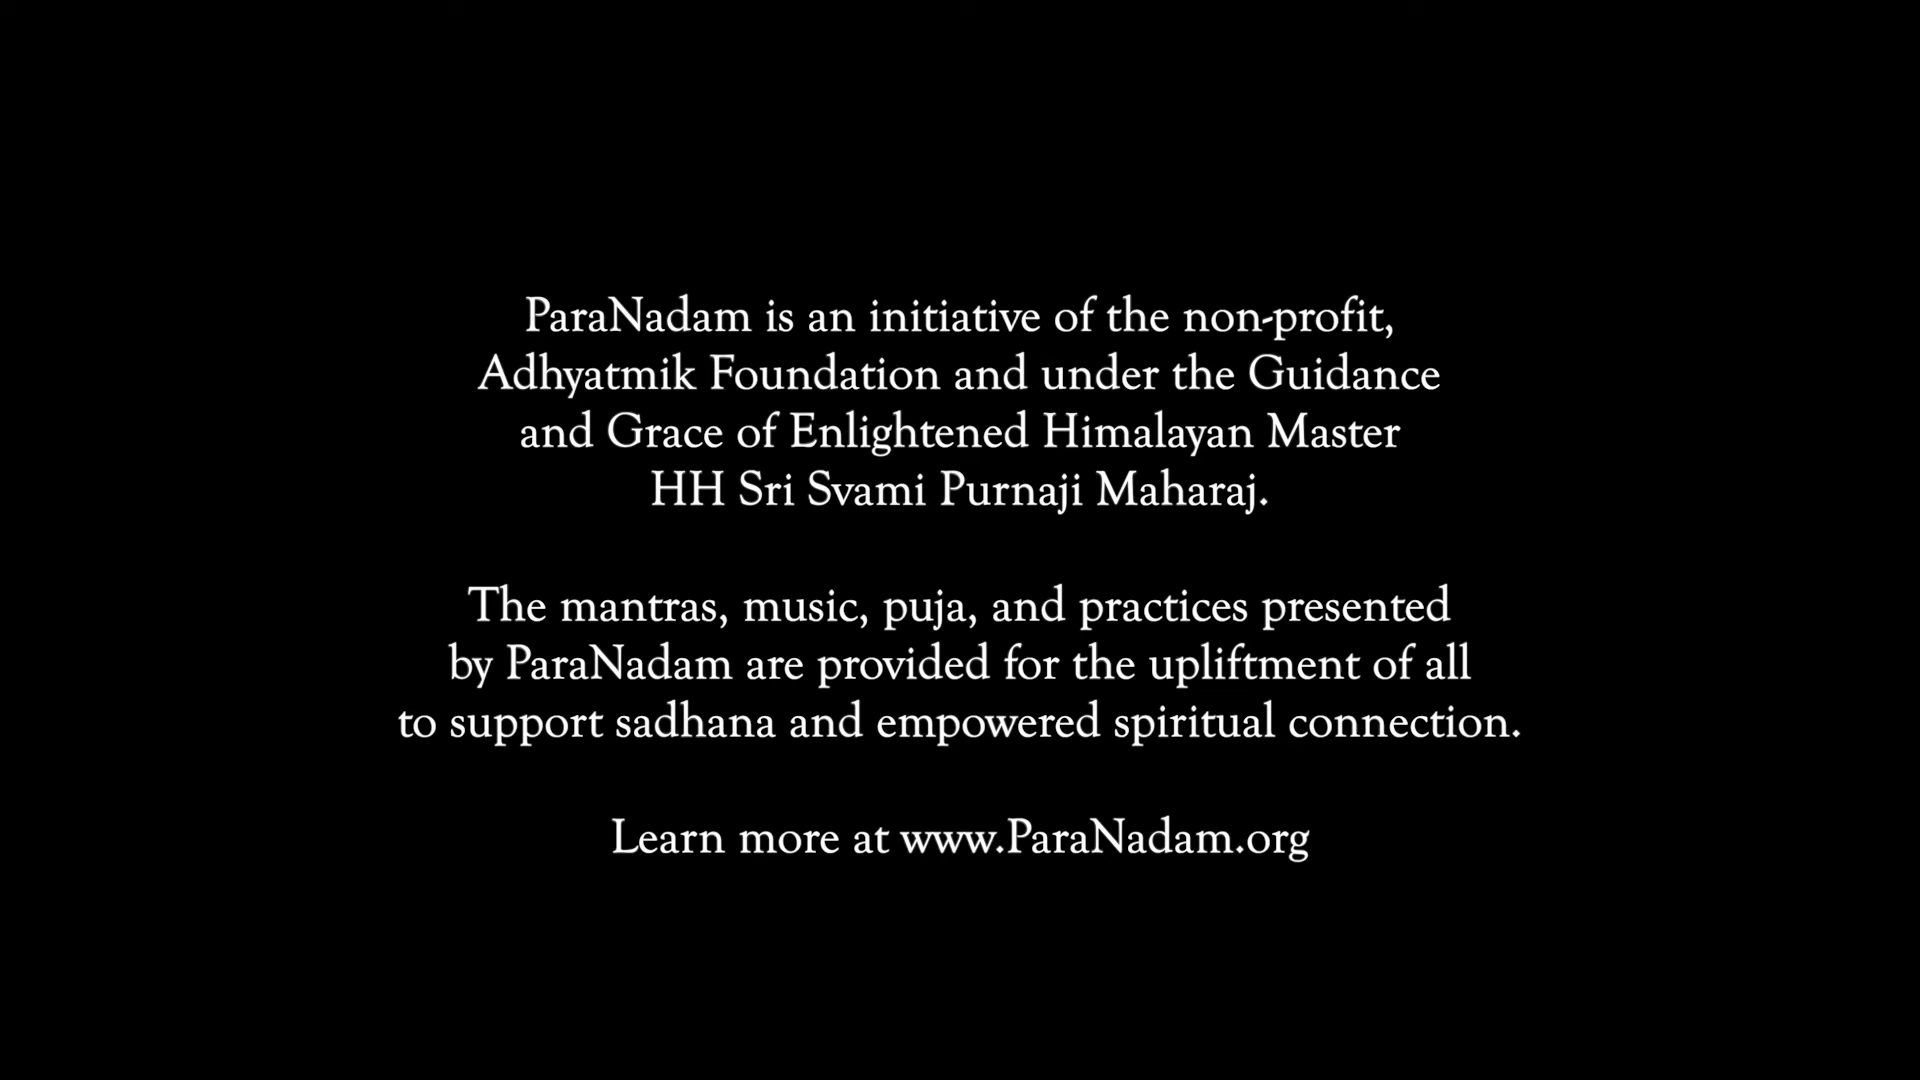 ParaNadam is an initiative of the non-profit,
Adhyatmik Foundation and under the Guidance
and Grace of Enlightened Himalayan Master
HH Sri Svami Purnaji Maharaj.
The mantras, music, puja, and practices presented
by ParaNadam are provided for the upliftment of all
to support sadhana and empowered spiritual connection.
Learn more at www.ParaNadam.org